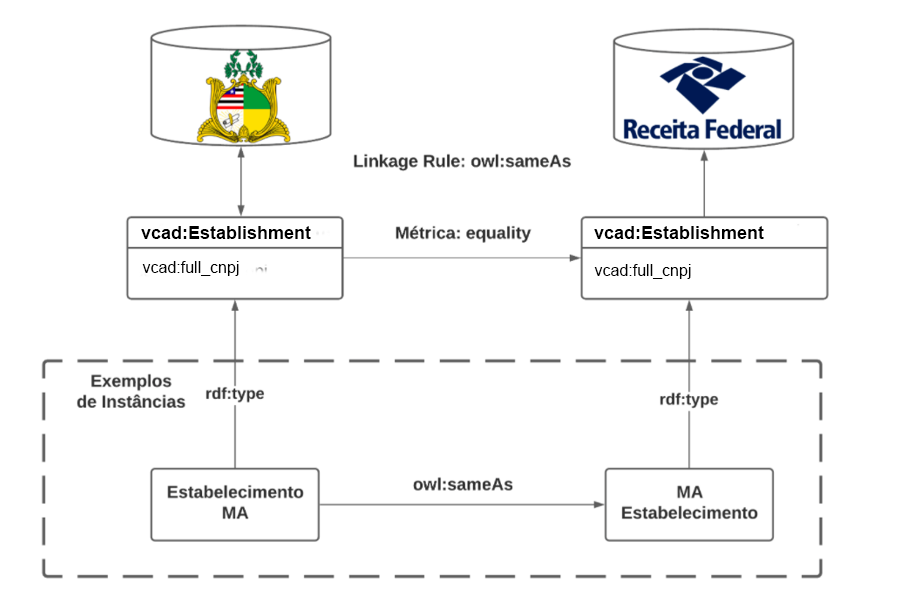 Receita Federal
Linkage Rule: owl:sameAs
vcad:Establishment
vcad:full_cnpj
Métrica: equality
vcad:Establishment
vcad:full_cnpj
Exemplos
de Instâncias
rdf:type
rdf:type
Estabelecimento
MA
owl:sameAs
MA
Estabelecimento